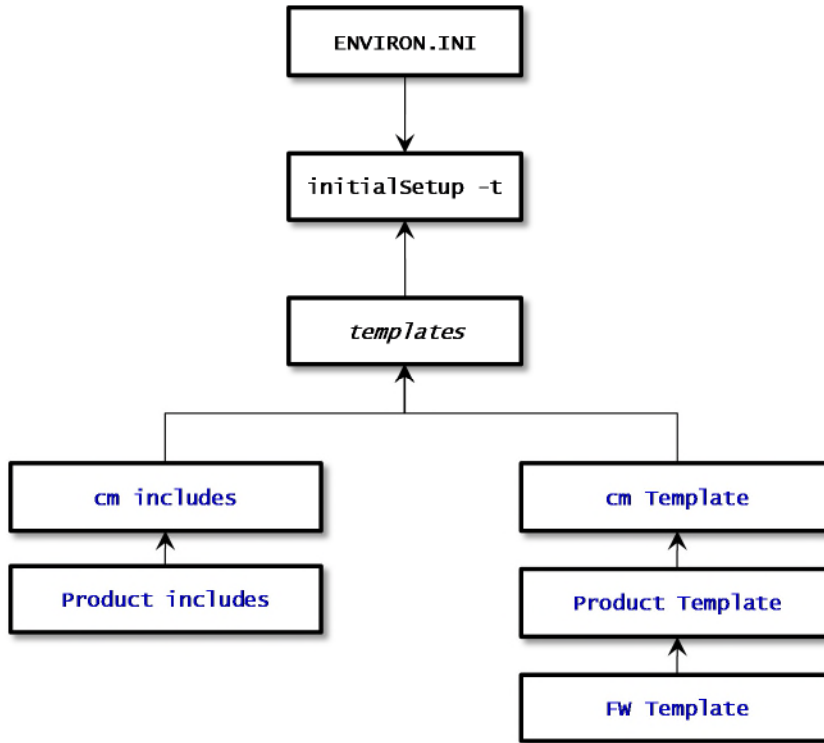 ENVIRON.INI
initialSetup -t
templates
cm includes
cm Template
Product includes
Product Template
FW Template